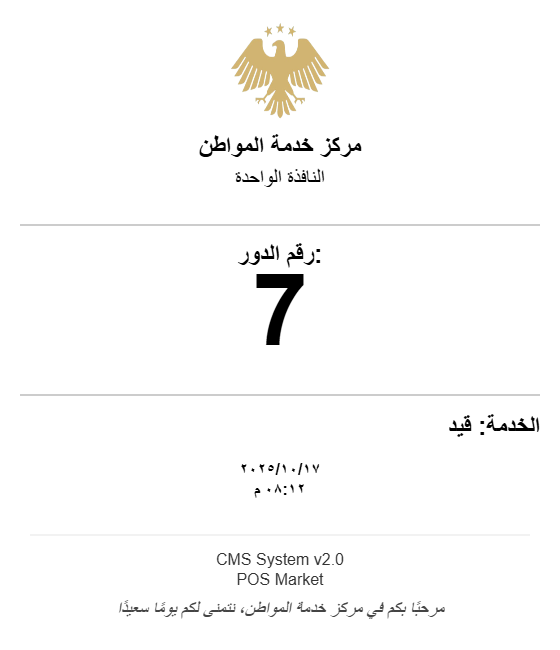 مركز خدمة المواطن
النافذة الواحدة
رقم الدور:
7
الخدمة: قيد
٢٠٢٥/١٠/١٧
٠٨:١٢ م
CMS System v2.0
POS Market
مرحبًا بكم في مركز خدمة المواطن، نتمنى لكم يومًا سعيدًا